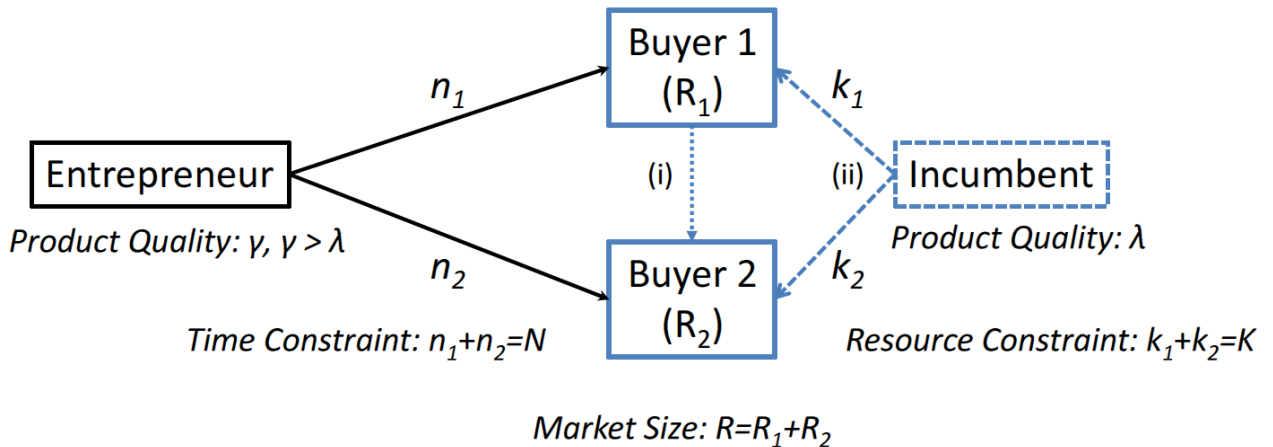 Buyer 1
(R₁)
n₁
k₁
Entrepreneur
(i)
(ii)
Incumbent
Product Quality: γ, γ > λ
Product Quality: λ
n₂
Buyer 2
(R₂)
k₂
Time Constraint: n₁+n₂=N
Resource Constraint: k₁+k₂=K
Market Size: R=R₁+R₂